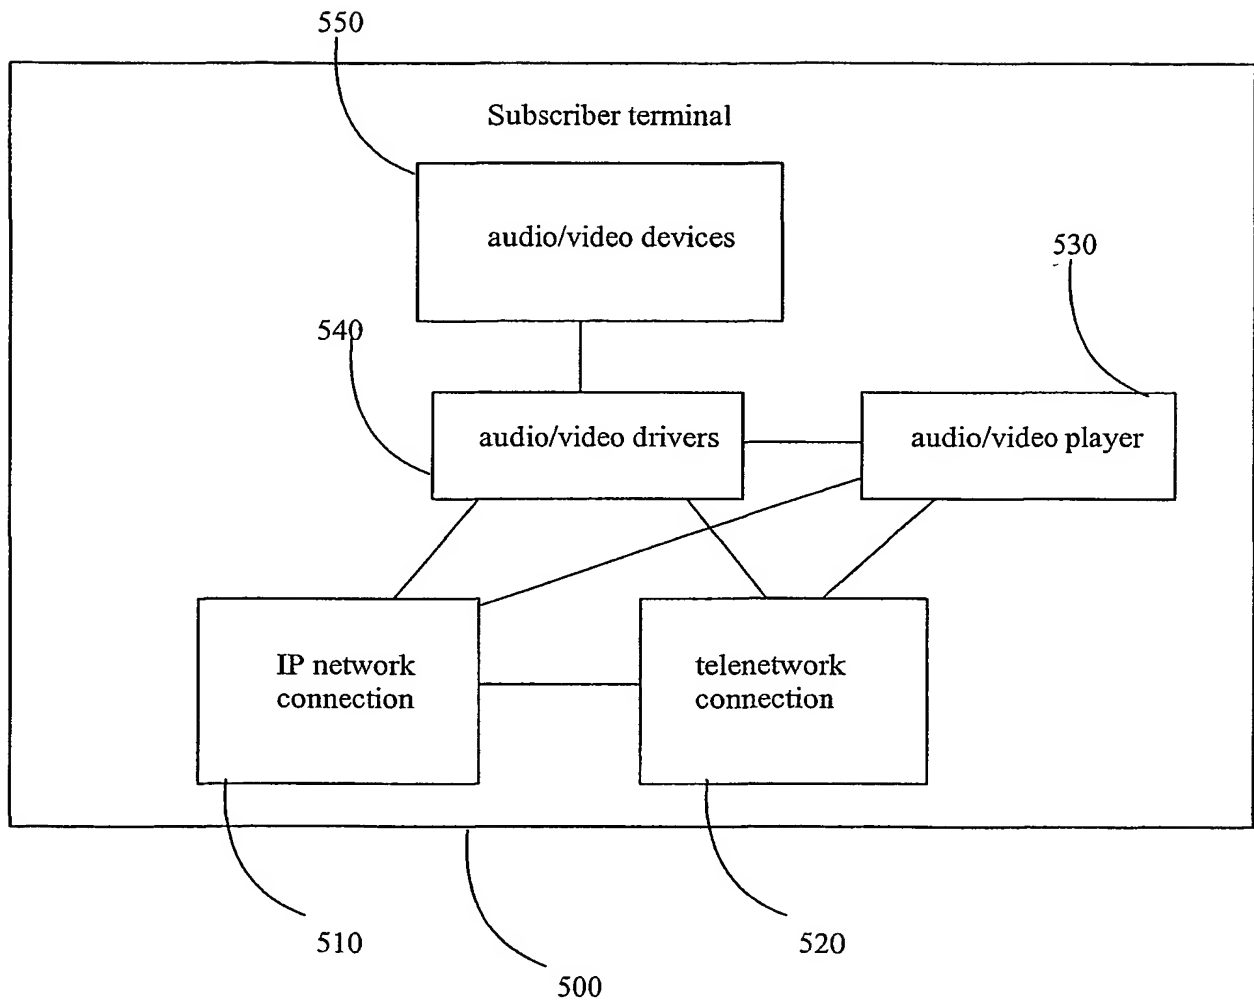 550
Subscriber terminal
audio/video devices
530
540
audio/video drivers
audio/video player
IP network
connection
telenetwork
connection
510
520
500